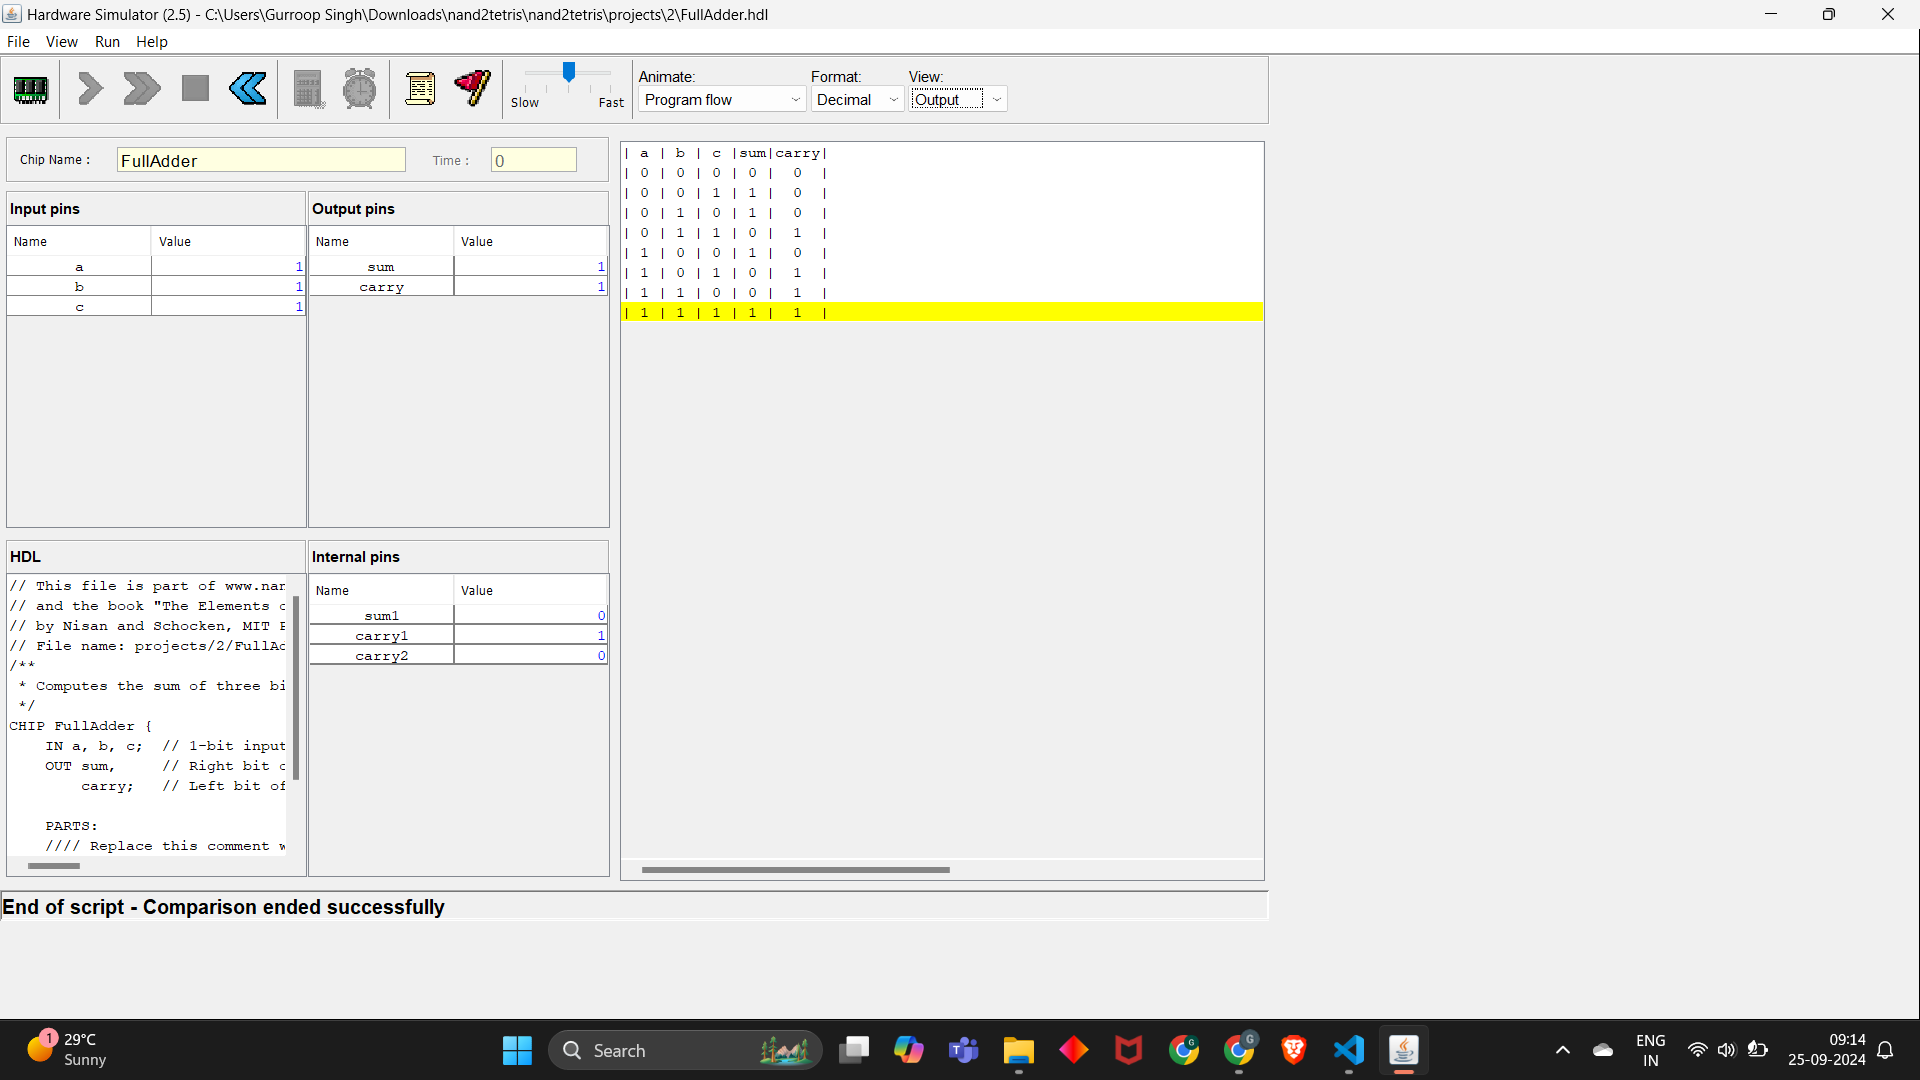 Hardware Simulator (2.5) - C:\Users\Gurroop Singh\Downloads\nand2tetris\nand2tetris\projects\2\FullAdder.hdl
File View Run Help
Slow Fast
Animate: Format: View:
Program flow Decimal Output
Chip Name : FullAdder Time : 0
Input pins
Name Value
a 1
b 1
c 1
Output pins
Name Value
sum 1
carry 1
HDL
// This file is part of www.nan
// and the book "The Elements o
// by Nisan and Schocken, MIT P
// File name: projects/2/FullAd
/**
* Computes the sum of three bi
*/
CHIP FullAdder {
IN a, b, c; // 1-bit input
OUT sum, // Right bit o
carry; // Left bit of
PARTS:
//// Replace this comment w
Internal pins
Name Value
sum1 0
carry1 1
carry2 0
| a | b | c |sum|carry|
| 0 | 0 | 0 | 0 | 0 |
| 0 | 0 | 1 | 1 | 0 |
| 0 | 1 | 0 | 1 | 0 |
| 0 | 1 | 1 | 0 | 1 |
| 1 | 0 | 0 | 1 | 0 |
| 1 | 0 | 1 | 0 | 1 |
| 1 | 1 | 0 | 0 | 1 |
| 1 | 1 | 1 | 1 | 1 |
End of script - Comparison ended successfully
1
29°C
Sunny
Search
ENG
IN
09:14
25-09-2024